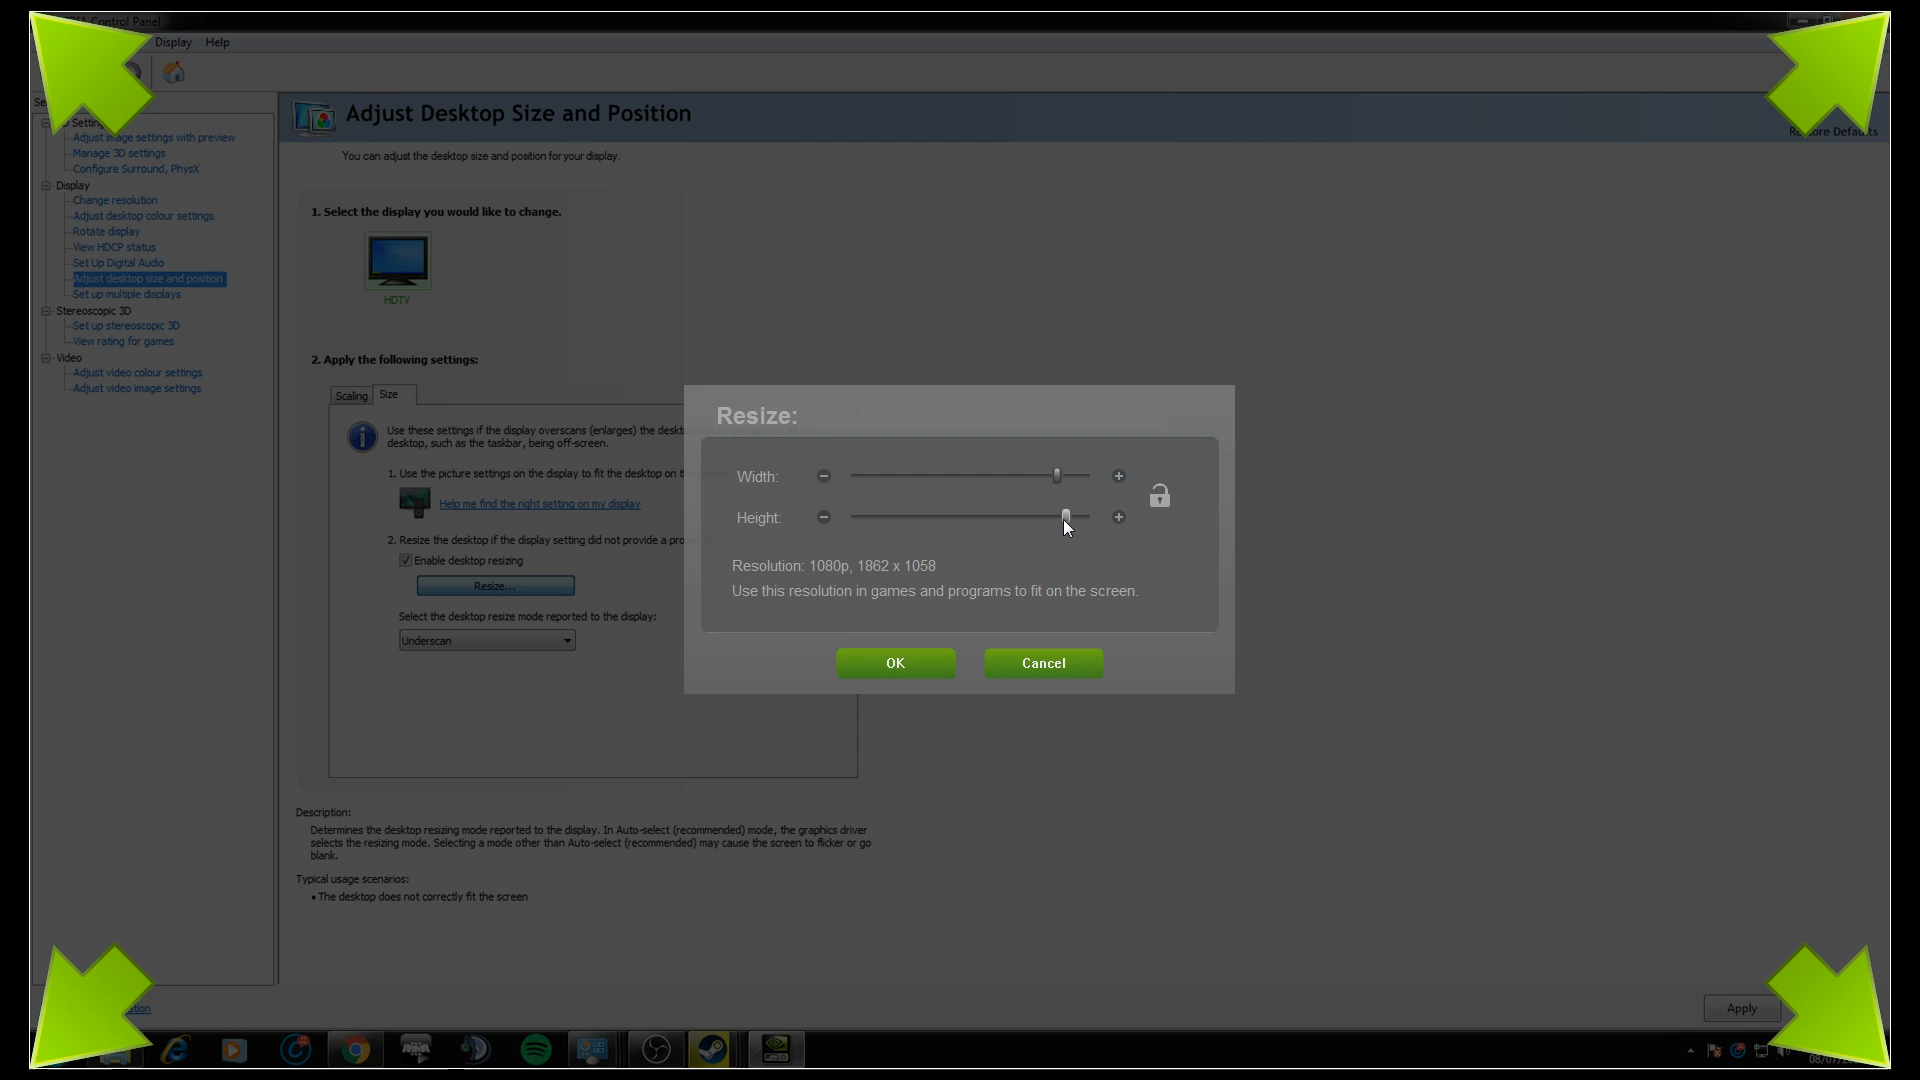 Control Panel
Display Help
Adjust image settings with preview
Manage 3D settings
Configure Surround, PhysX
Display
Change resolution
Adjust desktop colour settings
Rotate display
View HDCP status
Set Up Digital Audio
Adjust desktop size and position
Set up multiple displays
Stereoscopic 3D
Set up stereoscopic 3D
View rating for games
Video
Adjust video colour settings
Adjust video image settings
Adjust Desktop Size and Position
You can adjust the desktop size and position for your display.
1. Select the display you would like to change.
HDTV
2. Apply the following settings:
Scaling Size
Use these settings if the display overscans (enlarges) the
desktop, such as the taskbar, being off-screen.
1. Use the picture settings on the display to fit the desktop on
Help me find the right setting on my display
2. Resize the desktop if the display setting did not provide a
Enable desktop resizing
Resize...
Select the desktop resize mode reported to the display:
Underscan
Resize:
Width:
Height:
Resolution: 1080p, 1862 x 1058
Use this resolution in games and programs to fit on the screen.
OK Cancel
Description:
Determines the desktop resizing mode reported to the display. In Auto-select (recommended) mode, the graphics driver
selects the resizing mode. Selecting a mode other than Auto-select (recommended) may cause the screen to flicker or go
blank.
Typical usage scenarios:
• The desktop does not correctly fit the screen
Apply
ARMA